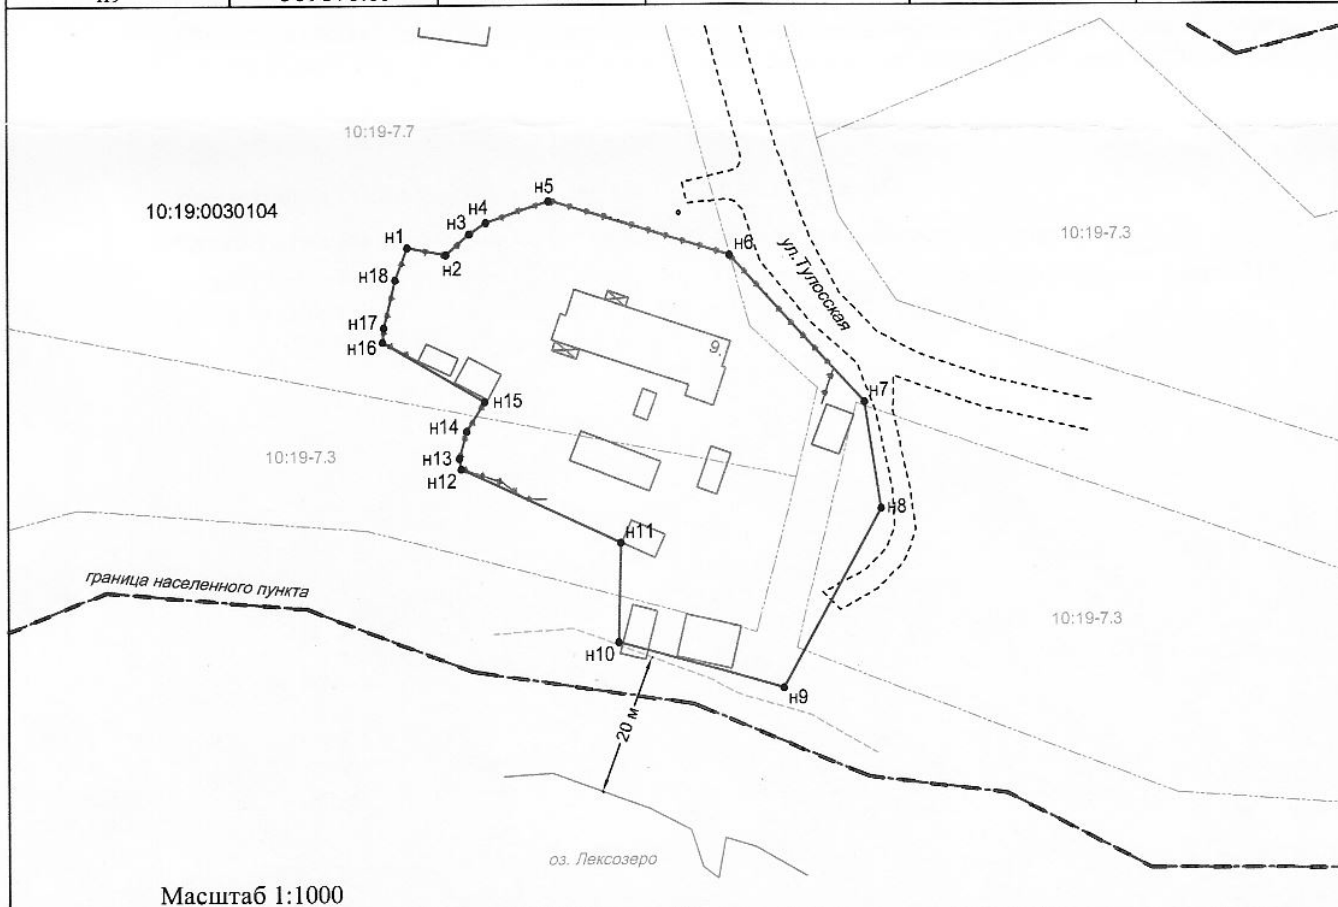 10:19-7.7
10:19:0030104
н5
н4
н3
н1
н2
н6
ул.Тулосская
10:19-7.3
н18
н17
н16
9.
н15
н7
н14
10:19-7.3
н13
н12
н8
н11
граница населенного пункта
10:19-7.3
н10
н9
20 м
оз. Лексозеро
Масштаб 1:1000